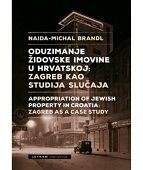 NAIDA-MICHAL BRANDL
ODUZIMANJE
ŽIDOVSKE IMOVINE
U HRVATSKOJ:
ZAGREB KAO
STUDIJA SLUČAJA
APPROPRIATION OF JEWISH
PROPERTY IN CROATIA:
ZAGREB AS A CASE STUDY
LEYKAM